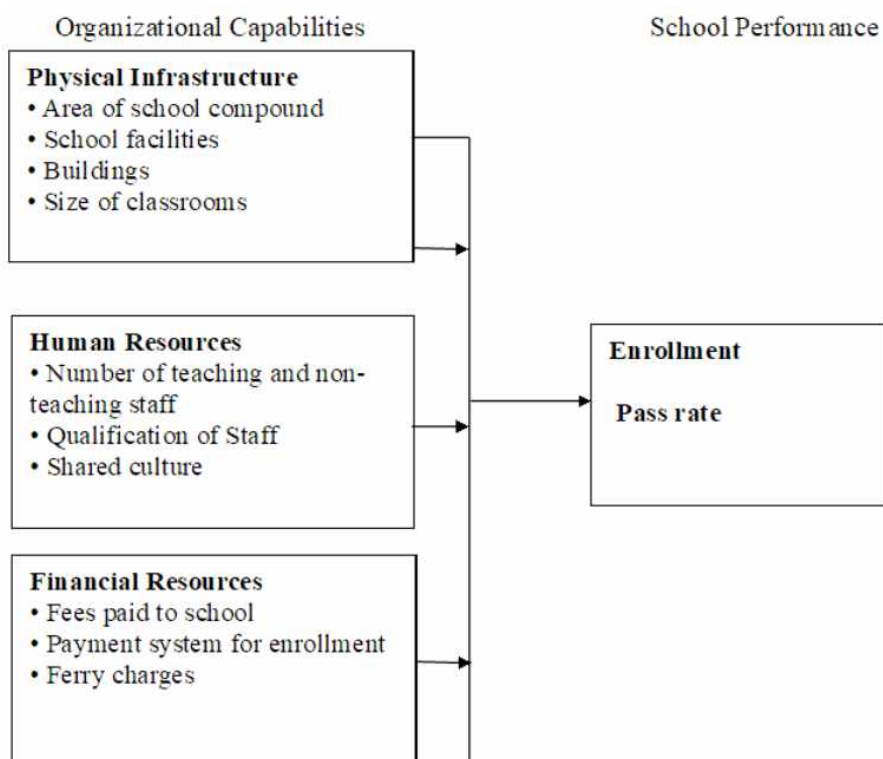 Organizational Capabilities
School Performance
Physical Infrastructure
• Area of school compound
• School facilities
• Buildings
• Size of classrooms
Human Resources
• Number of teaching and non-
teaching staff
• Qualification of Staff
• Shared culture
Enrollment
Pass rate
Financial Resources
• Fees paid to school
• Payment system for enrollment
• Ferry charges